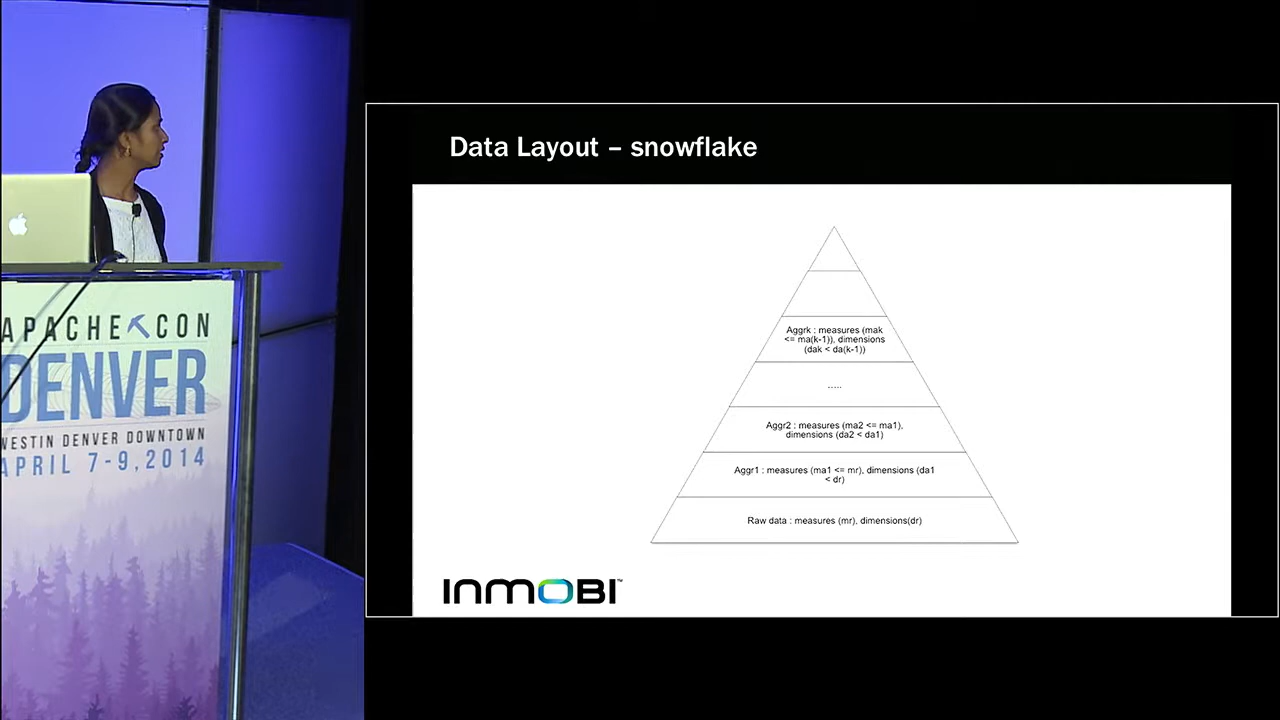 APACHE CON
DENVER
WESTIN DENVER DOWNTOWN
APRIL 7-9, 2014
Data Layout – snowflake
Aggrk : measures (mak
<= ma(k-1)), dimensions
(dak < da(k-1))
.....
Aggr2 : measures (ma2 <= ma1),
dimensions (da2 < da1)
Aggr1 : measures (ma1 <= mr), dimensions (da1
< dr)
Raw data : measures (mr), dimensions(dr)
INMOBI™